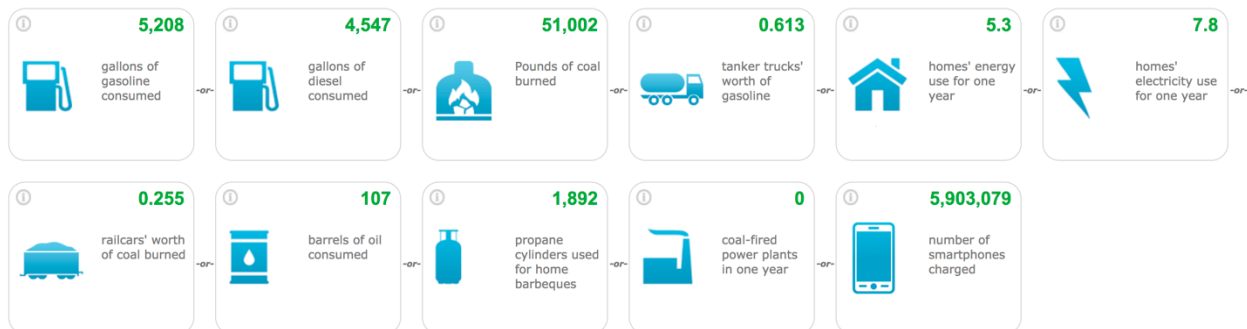 5,208
gallons of
gasoline
consumed
-or-
4,547
gallons of
diesel
consumed
-or-
51,002
Pounds of coal
burned
-or-
0.613
tanker trucks'
worth of
gasoline
-or-
5.3
homes' energy
use for one
year
-or-
7.8
homes'
electricity use
for one year
-or-
0.255
railcars' worth
of coal burned
-or-
107
barrels of oil
consumed
-or-
1,892
propane
cylinders used
for home
barbeques
-or-
0
coal-fired
power plants
in one year
-or-
5,903,079
number of
smartphones
charged